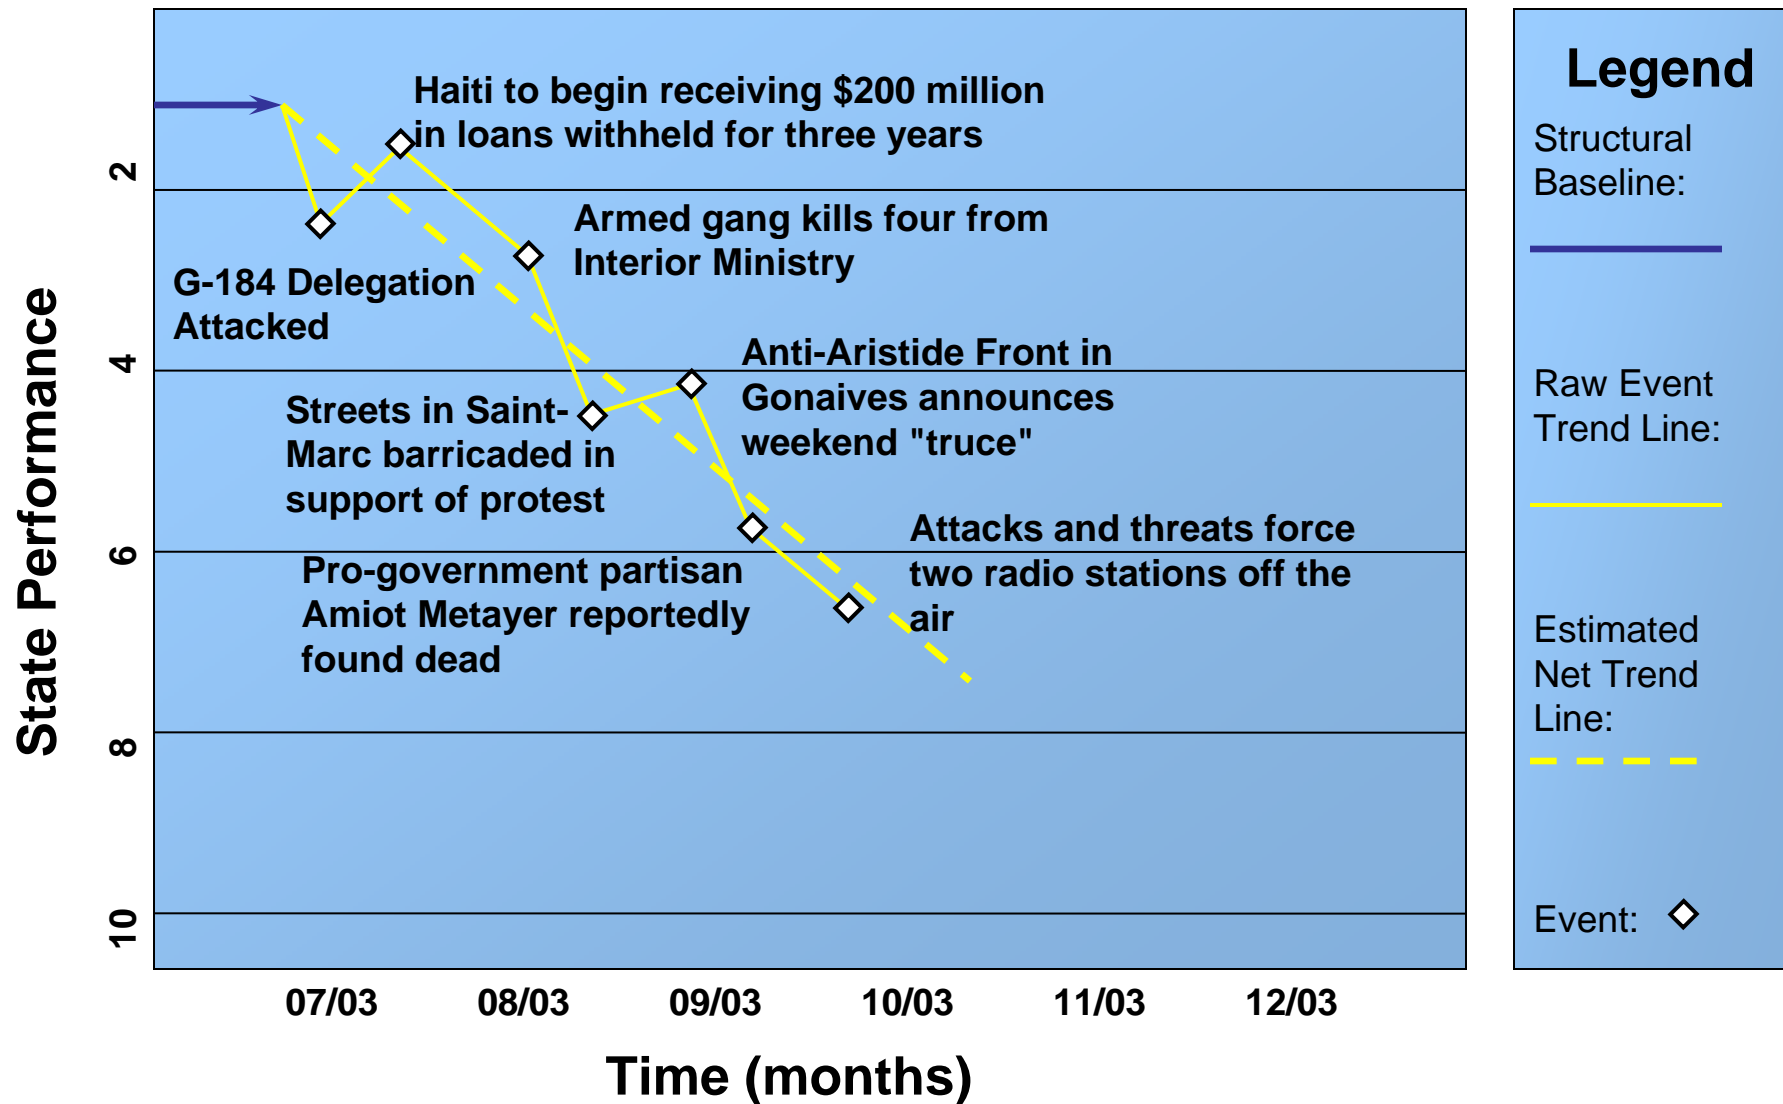 State Performance
2
4
6
8
10
Haiti to begin receiving $200 million
in loans withheld for three years
Armed gang kills four from
Interior Ministry
G-184 Delegation
Attacked
Anti-Aristide Front in
Gonaives announces
weekend "truce"
Streets in Saint-
Marc barricaded in
support of protest
Attacks and threats force
two radio stations off the
air
Pro-government partisan
Amiot Metayer reportedly
found dead
07/03 08/03 09/03 10/03 11/03 12/03
Time (months)
Legend
Structural
Baseline:
Raw Event
Trend Line:
Estimated
Net Trend
Line:
Event: